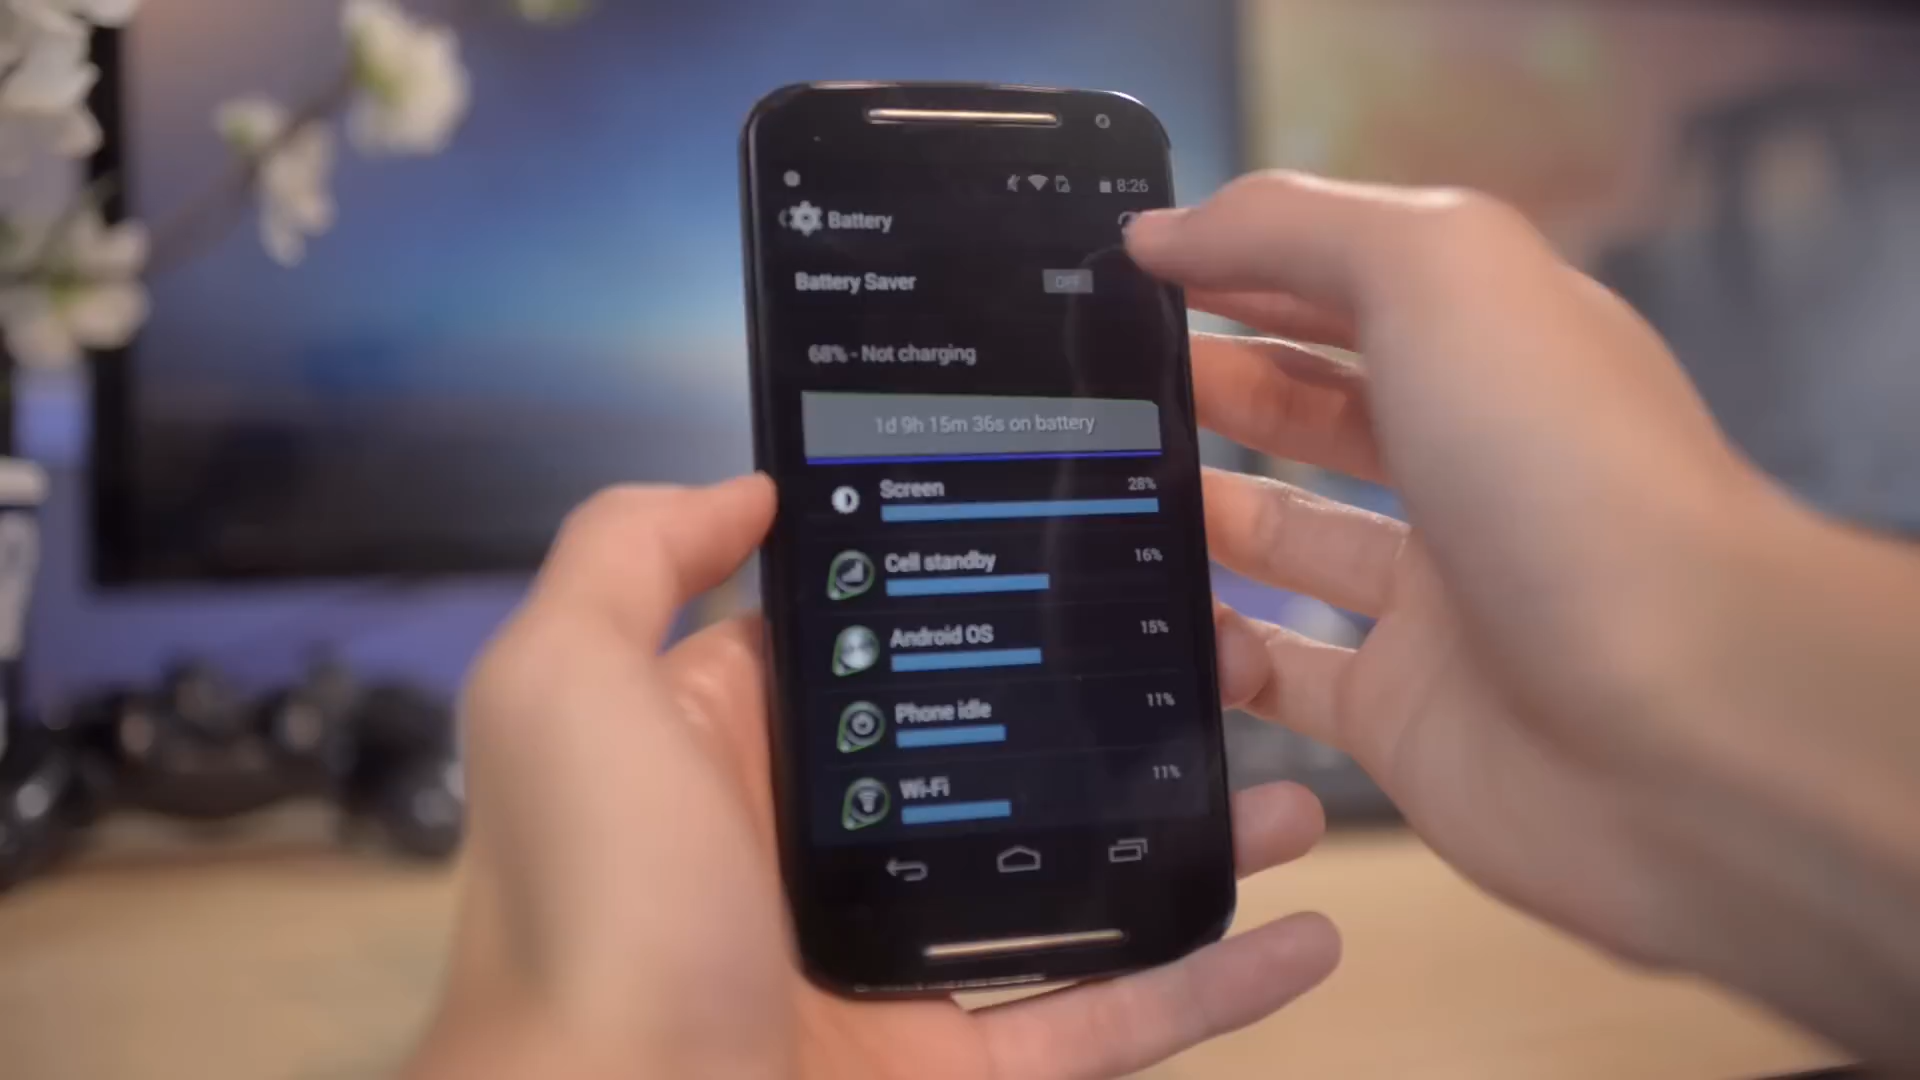 8:26
Battery
Battery Saver OFF
68% - Not charging
1d 9h 15m 36s on battery
Screen 28%
Cell standby 16%
Android OS 15%
Phone idle 11%
Wi-Fi 11%